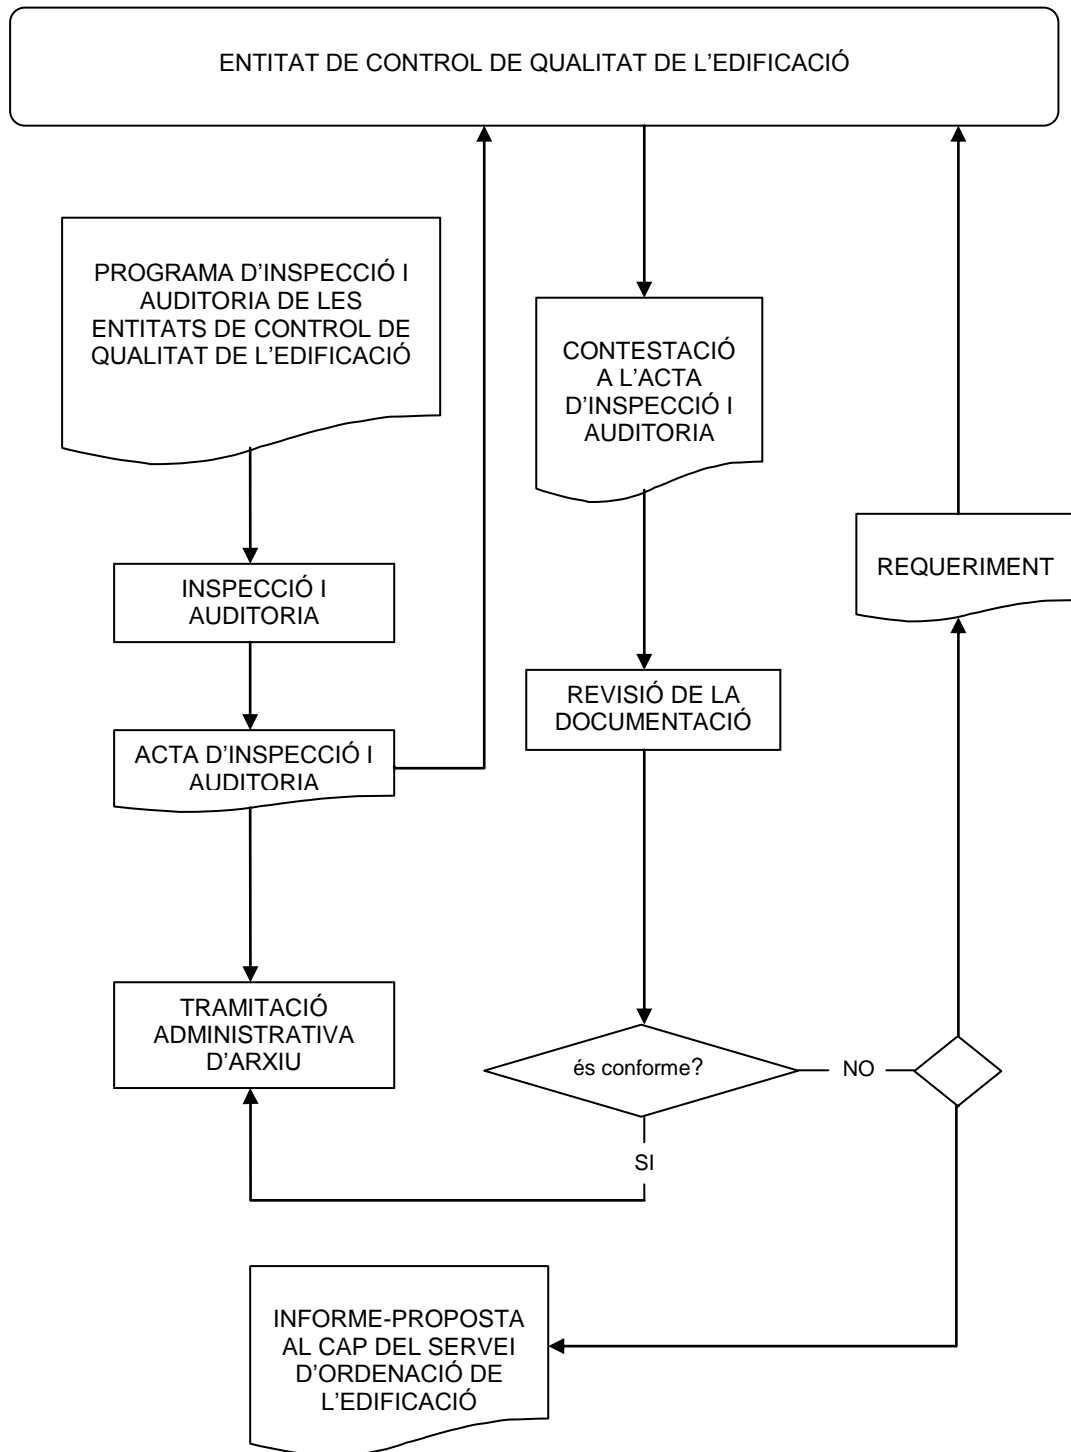 ENTITAT DE CONTROL DE QUALITAT DE L’EDIFICACIÓ
PROGRAMA D’INSPECCIÓ I
AUDITORIA DE LES
ENTITATS DE CONTROL DE
QUALITAT DE L’EDIFICACIÓ
CONTESTACIÓ
A L’ACTA
D’INSPECCIÓ I
AUDITORIA
REQUERIMENT
INSPECCIÓ I
AUDITORIA
REVISIÓ DE LA
DOCUMENTACIÓ
ACTA D’INSPECCIÓ I
AUDITORIA
TRAMITACIÓ
ADMINISTRATIVA
D’ARXIU
és conforme?
NO
SI
INFORME-PROPOSTA
AL CAP DEL SERVEI
D’ORDENACIÓ DE
L’EDIFICACIÓ